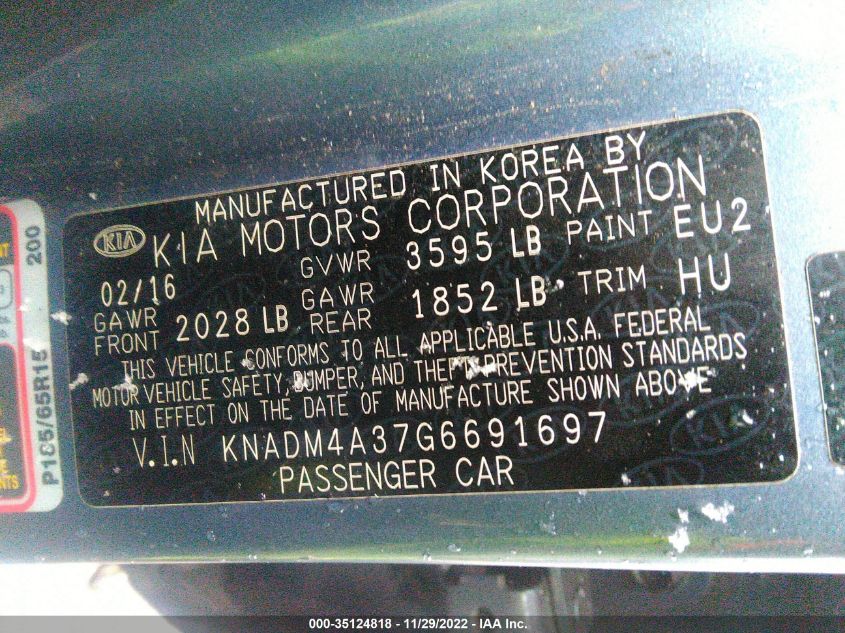 MANUFACTURED IN KOREA BY
KIA KIA MOTORS CORPORATION
02/16 GVWR 3595 LB PAINT EU2
GAWR FRONT 2028 LB GAWR REAR 1852 LB TRIM HU
THIS VEHICLE CONFORMS TO ALL APPLICABLE U.S.A. FEDERAL
MOTOR VEHICLE SAFETY, BUMPER, AND THEFT PREVENTION STANDARDS
IN EFFECT ON THE DATE OF MANUFACTURE SHOWN ABOVE
V.I.N KNADM4A37G6691697
PASSENGER CAR
P185/65R15
200
000-35124818 - 11/29/2022 - IAA Inc.